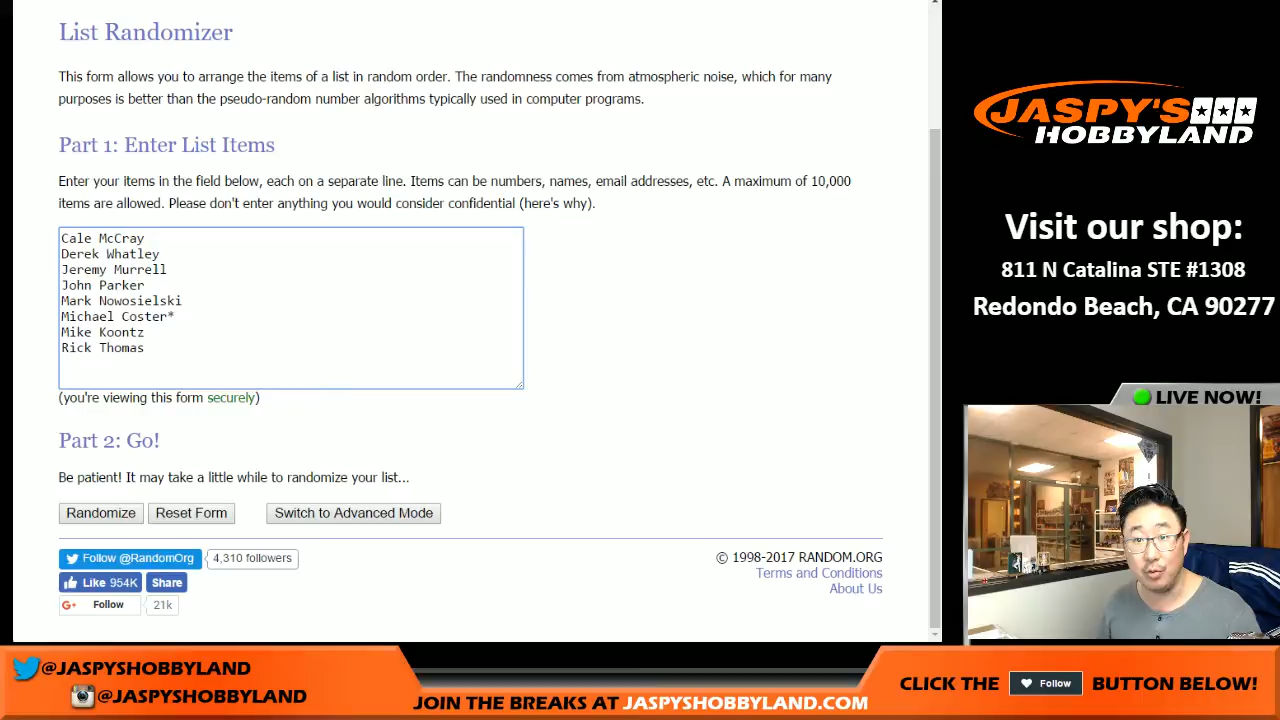 List Randomizer
This form allows you to arrange the items of a list in random order. The randomness comes from atmospheric noise, which for many
purposes is better than the pseudo-random number algorithms typically used in computer programs.
Part 1: Enter List Items
Enter your items in the field below, each on a separate line. Items can be numbers, names, email addresses, etc. A maximum of 10,000
items are allowed. Please don't enter anything you would consider confidential (here's why).
Cale McCray
Derek Whatley
Jeremy Murrell
John Parker
Mark Nowosielski
Michael Coster*
Mike Koontz
Rick Thomas
(you're viewing this form securely)
Part 2: Go!
Be patient! It may take a little while to randomize your list...
Randomize Reset Form Switch to Advanced Mode
Follow @RandomOrg 4,310 followers
Like 954K Share
G+ Follow 21k
© 1998-2017 RANDOM.ORG
Terms and Conditions
About Us
JASPY'S
HOBBYLAND
Visit our shop:
811 N Catalina STE #1308
Redondo Beach, CA 90277
LIVE NOW!
@JASPYSHOBBYLAND
@JASPYSHOBBYLAND
JOIN THE BREAKS AT JASPYSHOBBYLAND.COM
CLICK THE Follow BUTTON BELOW!